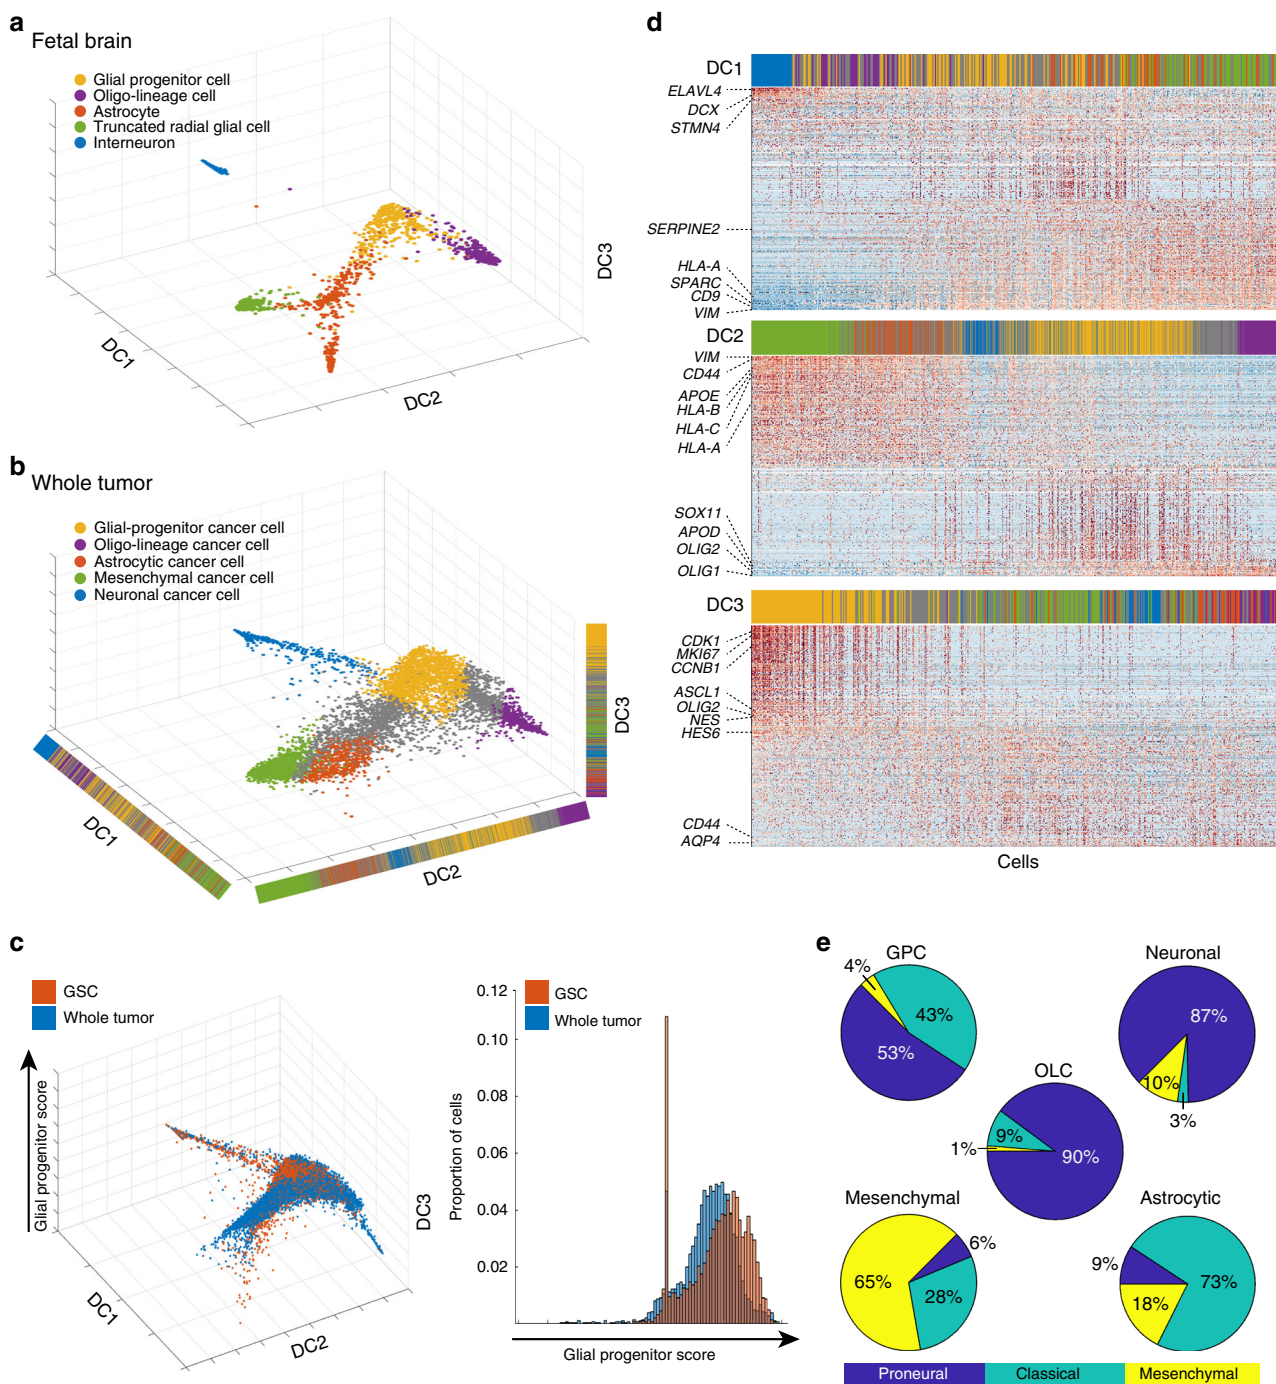 a
Fetal brain
Glial progenitor cell
Oligo-lineage cell
Astrocyte
Truncated radial glial cell
Interneuron
DC1
DC2
DC3
b
Whole tumor
Glial-progenitor cancer cell
Oligo-lineage cancer cell
Astrocytic cancer cell
Mesenchymal cancer cell
Neuronal cancer cell
DC1
DC2
DC3
c
GSC
Whole tumor
Glial progenitor score
DC1
DC2
DC3
GSC
Whole tumor
0.12
0.10
0.08
0.06
0.04
0.02
Proportion of cells
Glial progenitor score
d
DC1
ELAVL4
DCX
STMN4
SERPINE2
HLA-A
SPARC
CD9
VIM
DC2
VIM
CD44
APOE
HLA-B
HLA-C
HLA-A
SOX11
APOD
OLIG2
OLIG1
DC3
CDK1
MKI67
CCNB1
ASCL1
OLIG2
NES
HES6
CD44
AQP4
Cells
e
GPC
4%
43%
53%
Neuronal
87%
10%
3%
OLC
9%
1%
90%
Mesenchymal
6%
65%
28%
Astrocytic
9%
73%
18%
Proneural
Classical
Mesenchymal